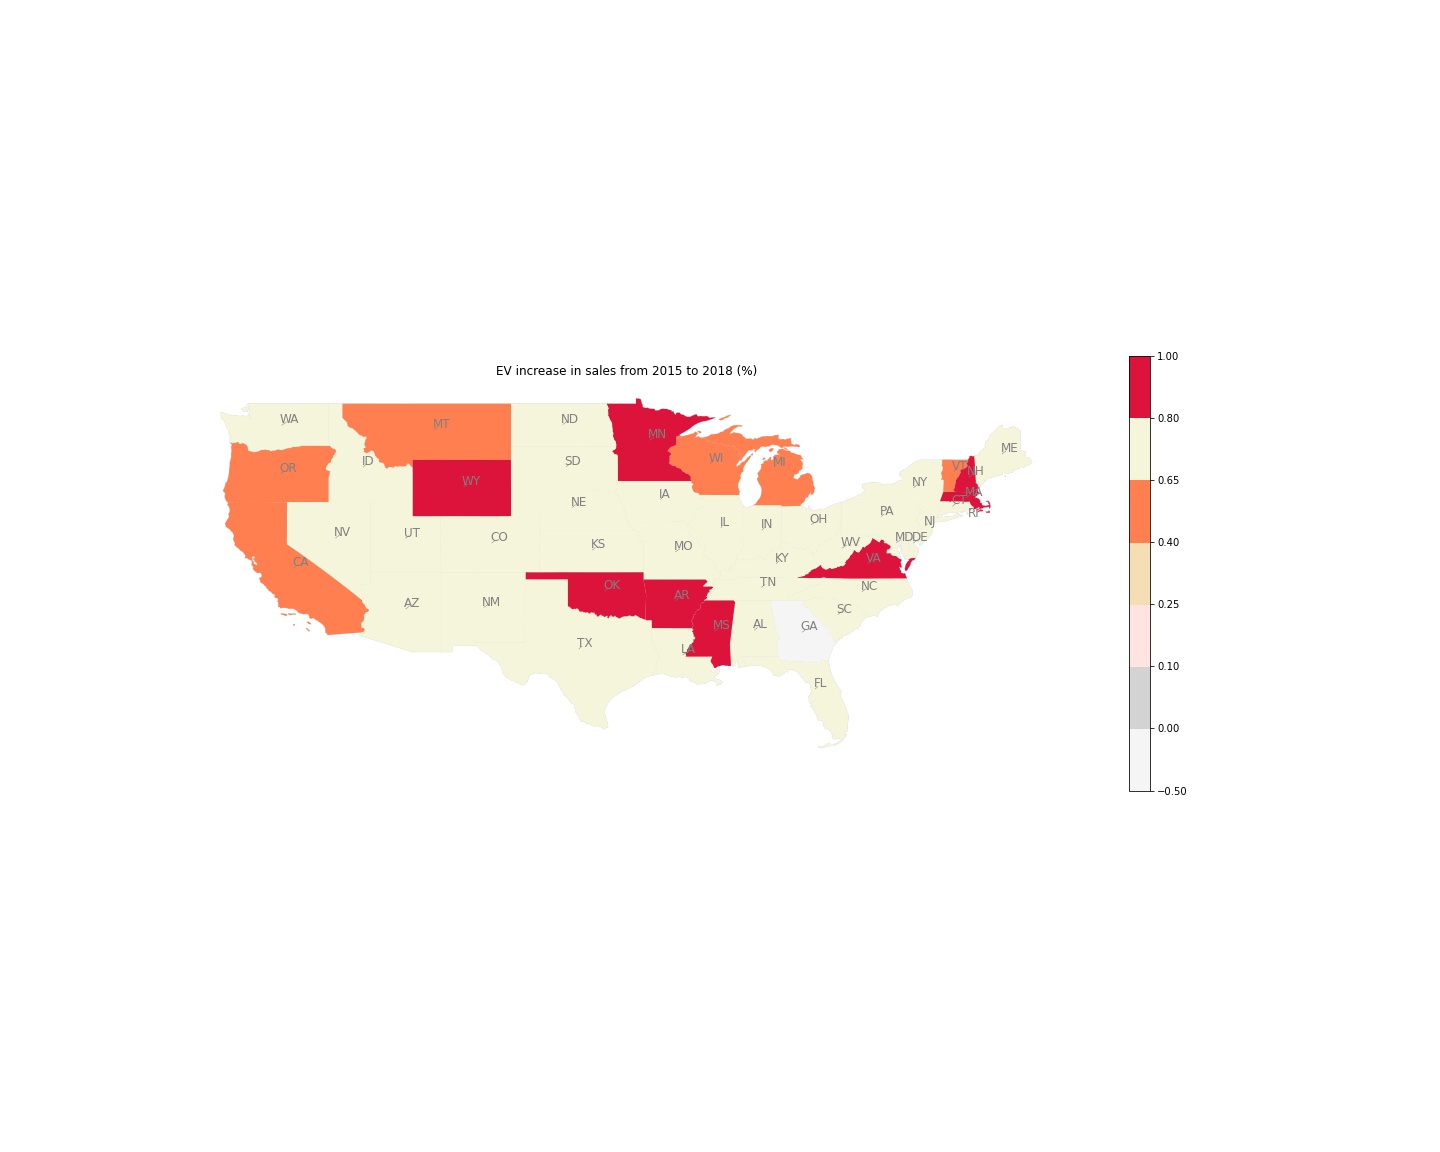 EV increase in sales from 2015 to 2018 (%)
WA
MT
ND
MN
ME
OR
ID
SD
WI
MI
VT
NH
WY
NE
IA
NY
MA
CT
RI
NV
UT
CO
KS
MO
IL
IN
OH
PA
NJ
WV
MD
DE
CA
KY
VA
AZ
NM
OK
AR
TN
NC
TX
LA
MS
AL
GA
SC
FL
1.00
0.80
0.65
0.40
0.25
0.10
0.00
−0.50